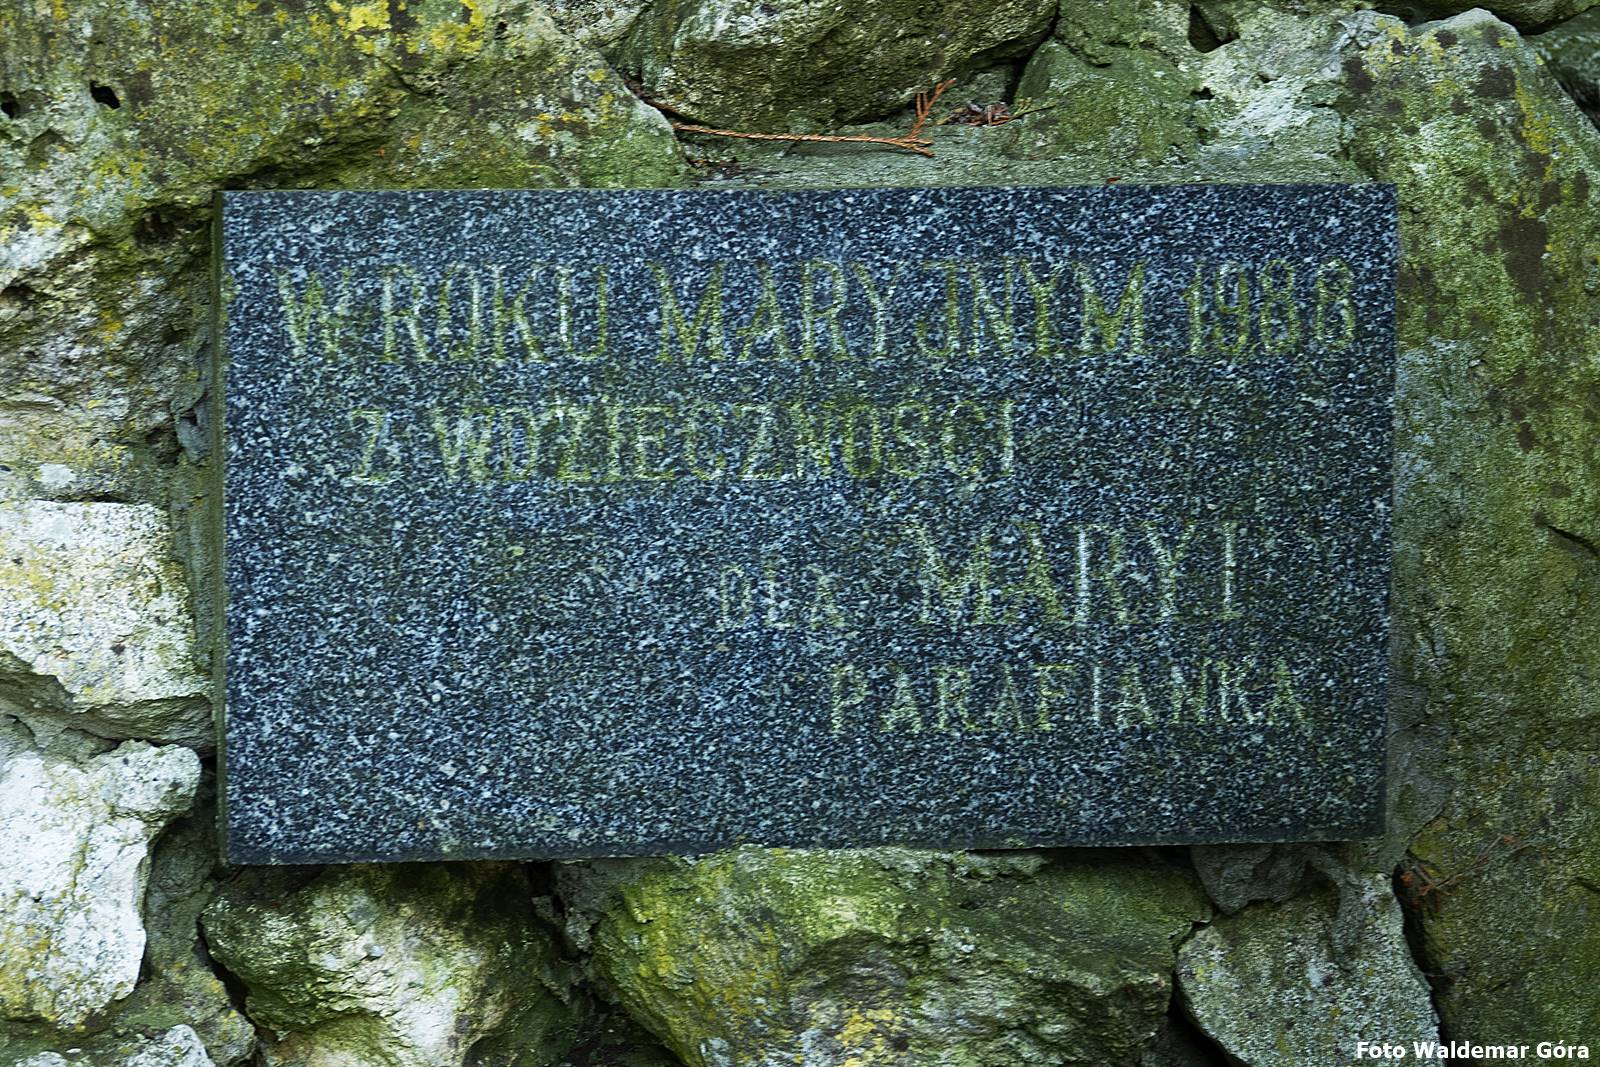 W ROKU MARYJNYM 1988
Z WDZIĘCZNOŚCI
DLA MARYI
PARAFIANKA
Foto Waldemar Góra